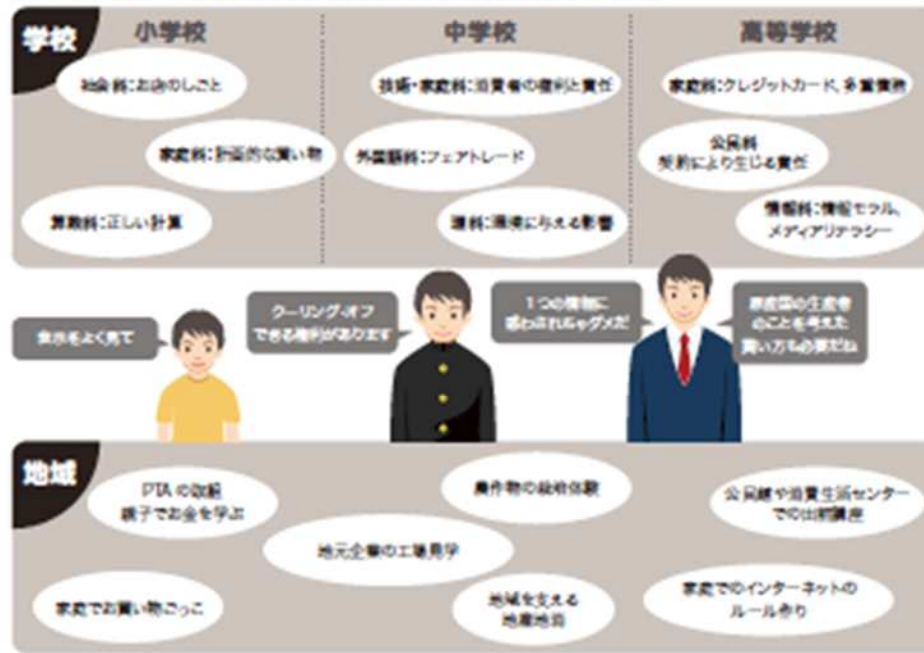 学校
小学校
中学校
高等学校
社会科：お店のしごと
家庭科：計画的な買い物
算数科：正しい計算
技術・家庭科：消費者の権利と責任
外国語科：フェアトレード
理科：環境に与える影響
家庭科：クレジットカード、多重債務
公民科
契約により生じる責任
情報科：情報モラル、
メディアリテラシー
表示をよく見て
クーリング・オフ
できる権利があります
1つの情報に
惑わされちゃダメだ
原産国の生産者
のことを考えた
買い方も必要だね
地域
PTAの取組
親子でお金を学ぶ
農作物の栽培体験
公民館や消費生活センター
での出前講座
地元企業の工場見学
家庭でお買い物ごっこ
地域を支える
地産地消
家庭でのインターネットの
ルール作り